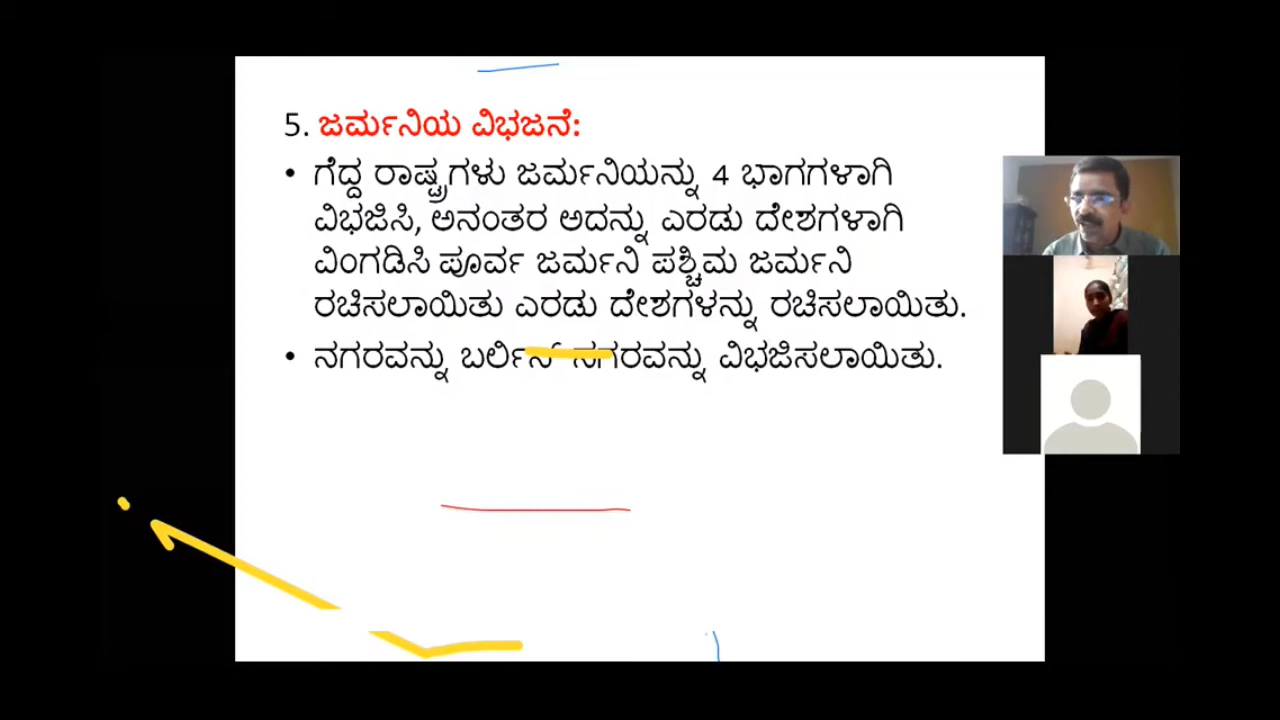 5. ಜರ್ಮನಿಯ ವಿಭಜನೆ:
• ಗೆದ್ದ ರಾಷ್ಟ್ರಗಳು ಜರ್ಮನಿಯನ್ನು 4 ಭಾಗಗಳಾಗಿ
ವಿಭಜಿಸಿ, ಅನಂತರ ಅದನ್ನು ಎರಡು ದೇಶಗಳಾಗಿ
ವಿಂಗಡಿಸಿ ಪೂರ್ವ ಜರ್ಮನಿ ಪಶ್ಚಿಮ ಜರ್ಮನಿ
ರಚಿಸಲಾಯಿತು ಎರಡು ದೇಶಗಳನ್ನು ರಚಿಸಲಾಯಿತು.
• ನಗರವನ್ನು ಬರ್ಲಿನ್ ನಗರವನ್ನು ವಿಭಜಿಸಲಾಯಿತು.